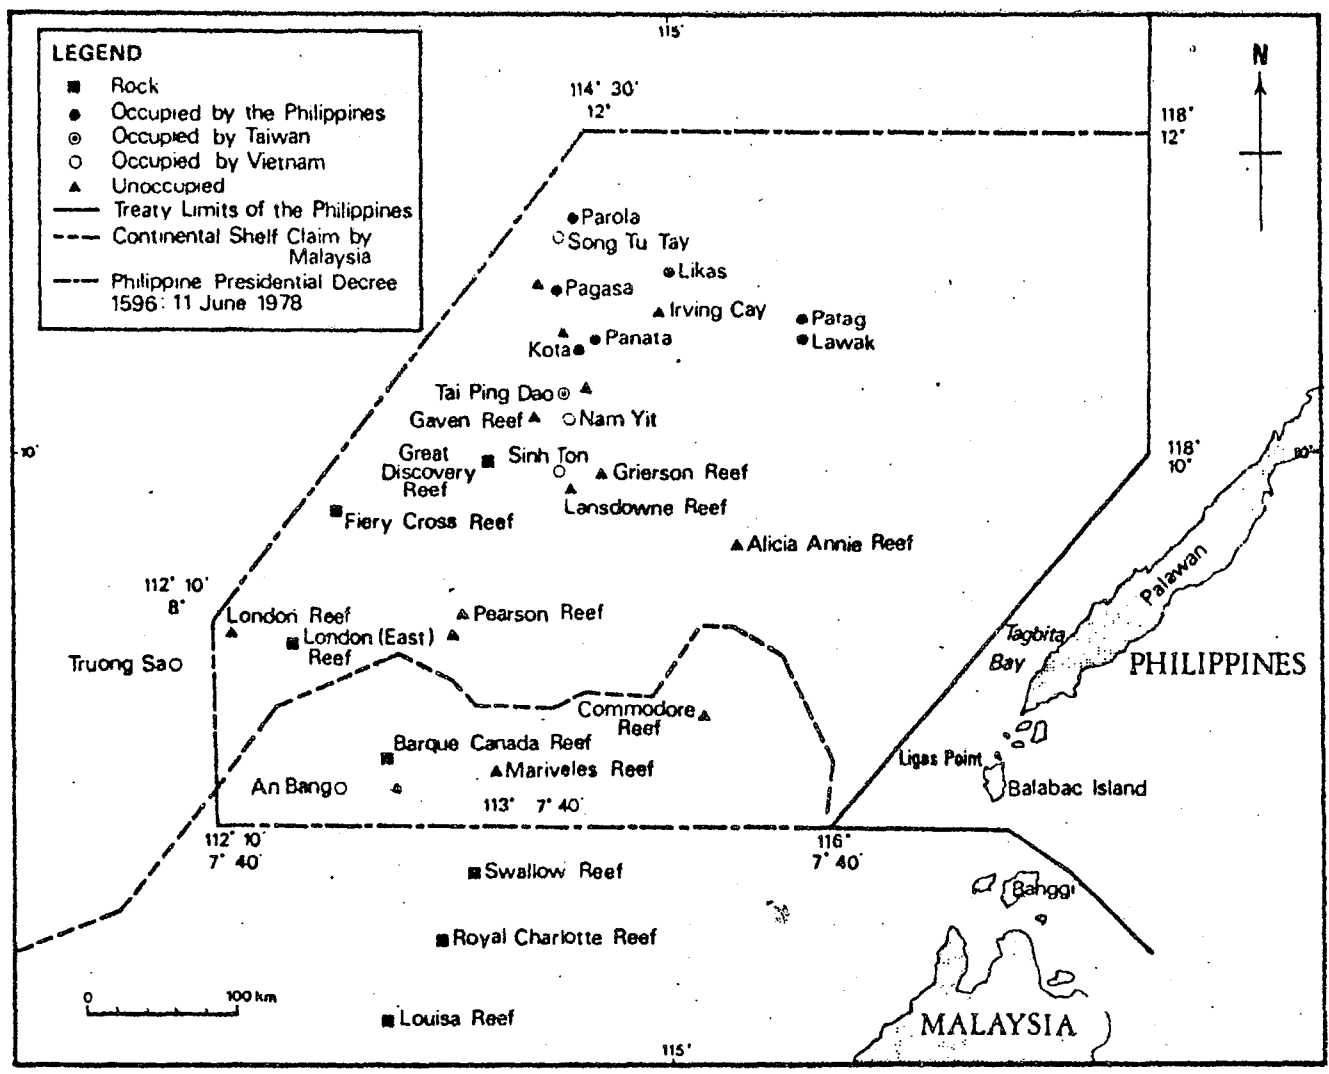 LEGEND
Rock
Occupied by the Philippines
Occupied by Taiwan
Occupied by Vietnam
Unoccupied
Treaty Limits of the Philippines
Continental Shelf Claim by
Malaysia
Philippine Presidential Decree
1596: 11 June 1978
115°
N
114° 30'
12°
118°
12°
Parola
Song Tu Tay
Likas
Pagasa
Irving Cay
Patag
Panata
Lawak
Kota
Tai Ping Dao
Gaven Reef
Nam Yit
10°
Great
Discovery
Reef
Sinh Ton
118°
10°
10°
Grierson Reef
Lansdowne Reef
Fiery Cross Reef
Alicia Annie Reef
Palawan
112° 10'
8°
London Reef
Pearson Reef
London (East)
Reef
Tagbita
Bay
Truong Sa
PHILIPPINES
Commodore
Reef
Barque Canada Reef
Ligas Point
Mariveles Reef
An Bang
Balabac Island
113° 7° 40'
112° 10'
7° 40'
116°
7° 40'
Swallow Reef
Banggi
Royal Charlotte Reef
0 100 km
Louisa Reef
MALAYSIA
115°